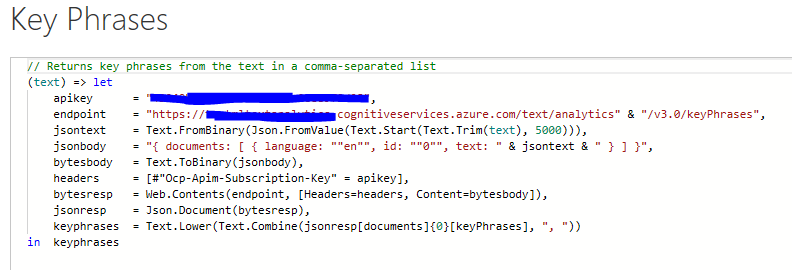 Key Phrases
// Returns key phrases from the text in a comma-separated list
(text) => let
apikey = "",
endpoint = "https://cognitiveservices.azure.com/text/analytics" & "/v3.0/keyPhrases",
jsontext = Text.FromBinary(Json.FromValue(Text.Start(Text.Trim(text), 5000))),
jsonbody = "{ documents: [ { language: ""en"", id: ""0"", text: " & jsontext & " } ] }",
bytesbody = Text.ToBinary(jsonbody),
headers = [#"Ocp-Apim-Subscription-Key" = apikey],
bytesresp = Web.Contents(endpoint, [Headers=headers, Content=bytesbody]),
jsonresp = Json.Document(bytesresp),
keyphrases = Text.Lower(Text.Combine(jsonresp[documents]{0}[keyPhrases], ", "))
in keyphrases